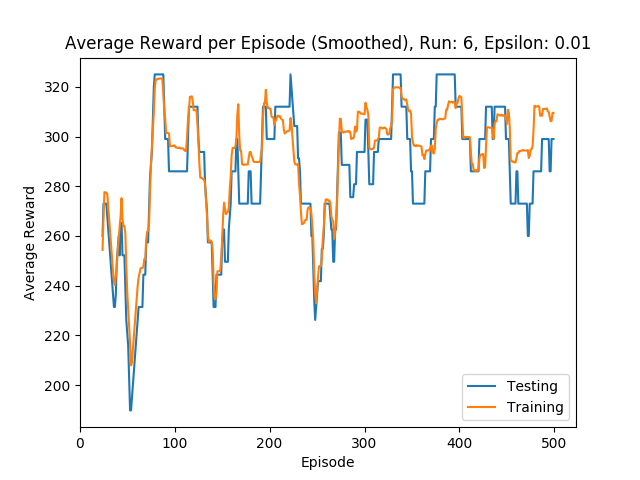 Average Reward per Episode (Smoothed), Run: 6, Epsilon: 0.01
Average Reward
320
300
280
260
240
220
200
0 100 200 300 400 500
Episode
Testing
Training